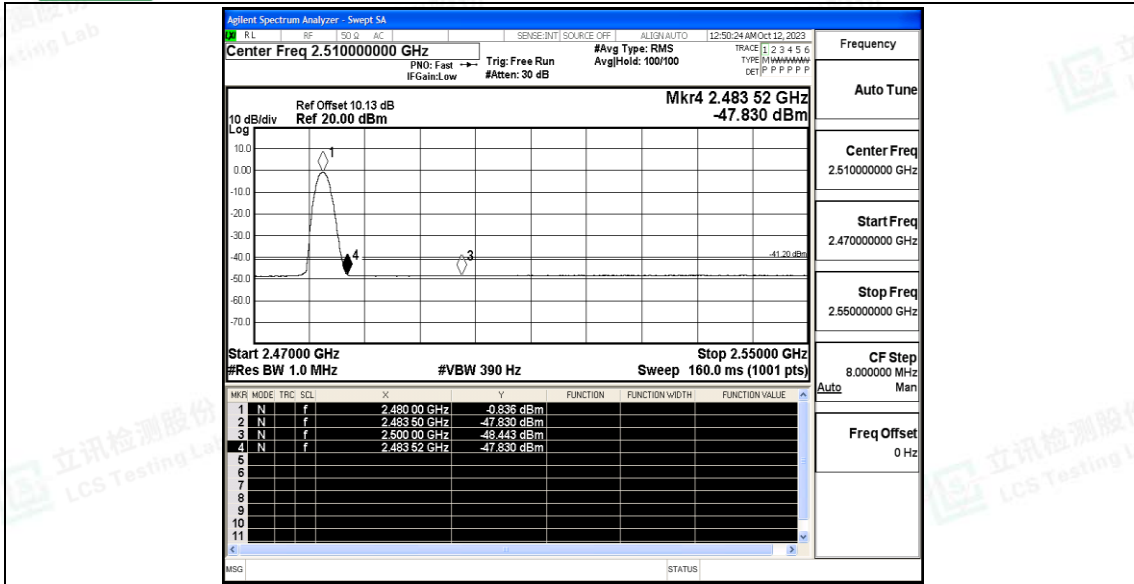 Agilent Spectrum Analyzer - Swept SA
RL RF 50 Ω AC SENSE:INT SOURCE OFF ALIGNAUTO 12:50:24 AM Oct 12, 2023
Center Freq 2.510000000 GHz
PNO: Fast
IFGain:Low
Trig: Free Run
#Atten: 30 dB
#Avg Type: RMS
Avg|Hold: 100/100
TRACE 1 2 3 4 5 6
TYPE M
DET P P P P P P
Ref Offset 10.13 dB
10 dB/div Ref 20.00 dBm
Log
Mkr4 2.483 52 GHz
-47.830 dBm
10.0
0.00
-10.0
-20.0
-30.0
-40.0
-50.0
-60.0
-70.0
1
4
3
-41.20 dBm
Start 2.47000 GHz Stop 2.55000 GHz
#Res BW 1.0 MHz #VBW 390 Hz Sweep 160.0 ms (1001 pts)
MKR MODE TRC SCL X Y FUNCTION FUNCTION WIDTH FUNCTION VALUE
1 N f 2.480 00 GHz -0.836 dBm
2 N f 2.483 50 GHz -47.830 dBm
3 N f 2.500 00 GHz -48.443 dBm
4 N f 2.483 52 GHz -47.830 dBm
5
6
7
8
9
10
11
MSG STATUS
Frequency
Auto Tune
Center Freq
2.510000000 GHz
Start Freq
2.470000000 GHz
Stop Freq
2.550000000 GHz
CF Step
8.000000 MHz
Auto Man
Freq Offset
0 Hz
立讯检测股份
LCS Testing Lab
立讯检测股份
LCS Testing L